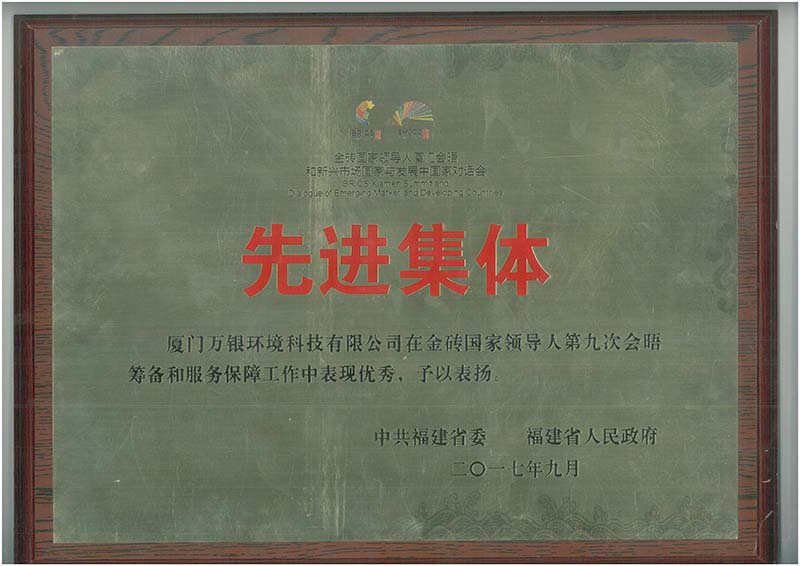 金砖国家领导人厦门会晤
和新兴市场国家与发展中国家对话会
BRICS Xiamen Summit and
Dialogue of Emerging Market and Developing Countries
先进集体
厦门万银环境科技有限公司在金砖国家领导人第九次会晤
筹备和服务保障工作中表现优秀，予以表扬。
中共福建省委 福建省人民政府
二〇一七年九月